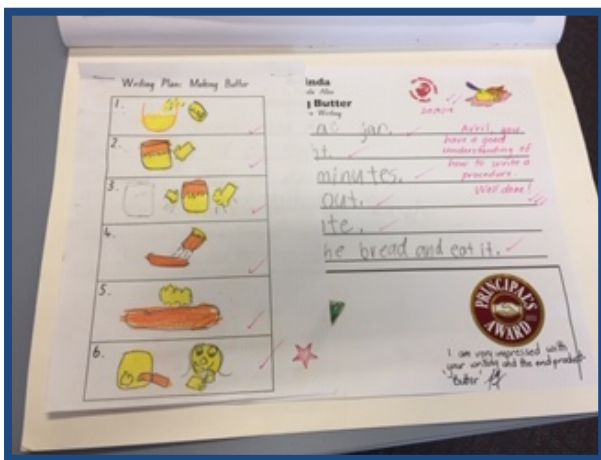 Writing Plan: Making Butter
1.
2.
3.
4.
5.
6.
inda
Butter
Writing
jar.
it.
minutes.
out.
he bread and eat it.
Avril, you
have a good
understanding of
how to write a
procedure.
Well done!
PRINCIPAL'S
AWARD
I am very impressed with
your writing and the end product
'Butter'